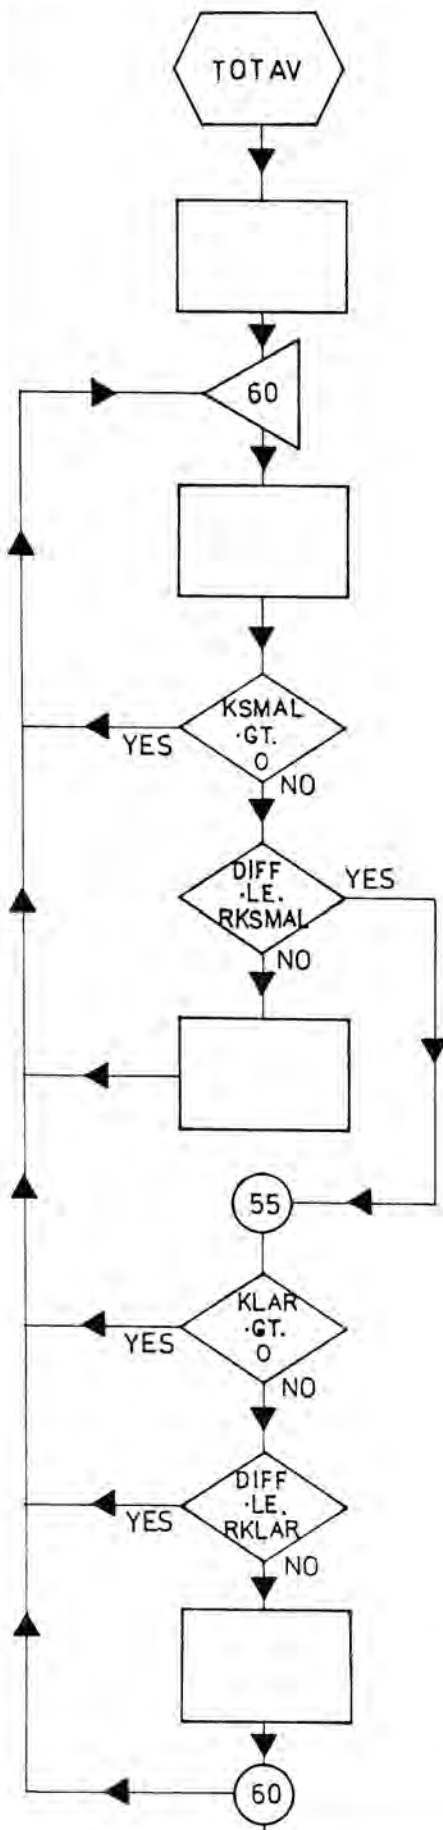 TOTAV
60
KSMAL
.GT.
0
YES
NO
DIFF
.LE.
RKSMAL
YES
NO
55
KLAR
.GT.
0
YES
NO
DIFF
.LE.
RKLAR
YES
NO
60